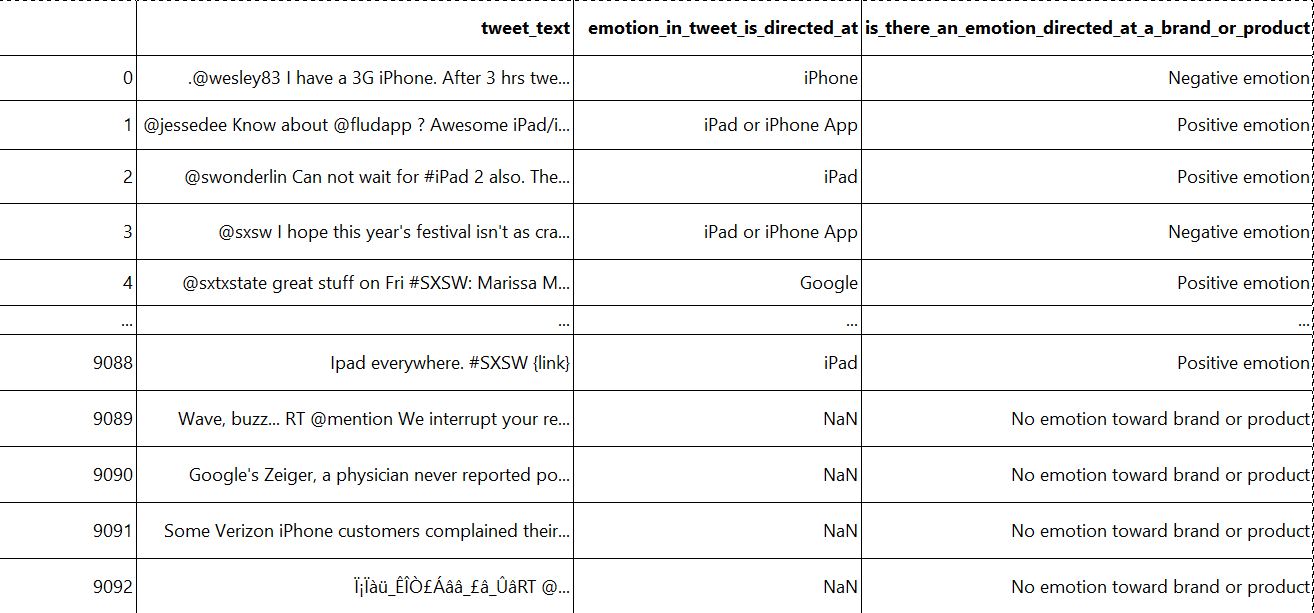 tweet_text emotion_in_tweet_is_directed_at is_there_an_emotion_directed_at_a_brand_or_product
0 .@wesley83 I have a 3G iPhone. After 3 hrs twe... iPhone Negative emotion
1 @jessedee Know about @fludapp ? Awesome iPad/i... iPad or iPhone App Positive emotion
2 @swonderlin Can not wait for #iPad 2 also. The... iPad Positive emotion
3 @sxsw I hope this year's festival isn't as cra... iPad or iPhone App Negative emotion
4 @sxtxstate great stuff on Fri #SXSW: Marissa M... Google Positive emotion
... ... ... ...
9088 Ipad everywhere. #SXSW {link} iPad Positive emotion
9089 Wave, buzz... RT @mention We interrupt your re... NaN No emotion toward brand or product
9090 Google's Zeiger, a physician never reported po... NaN No emotion toward brand or product
9091 Some Verizon iPhone customers complained their... NaN No emotion toward brand or product
9092 Ï¡Ïàü_ÊÎÒ£Áââ_£â_ÛâRT @... NaN No emotion toward brand or product